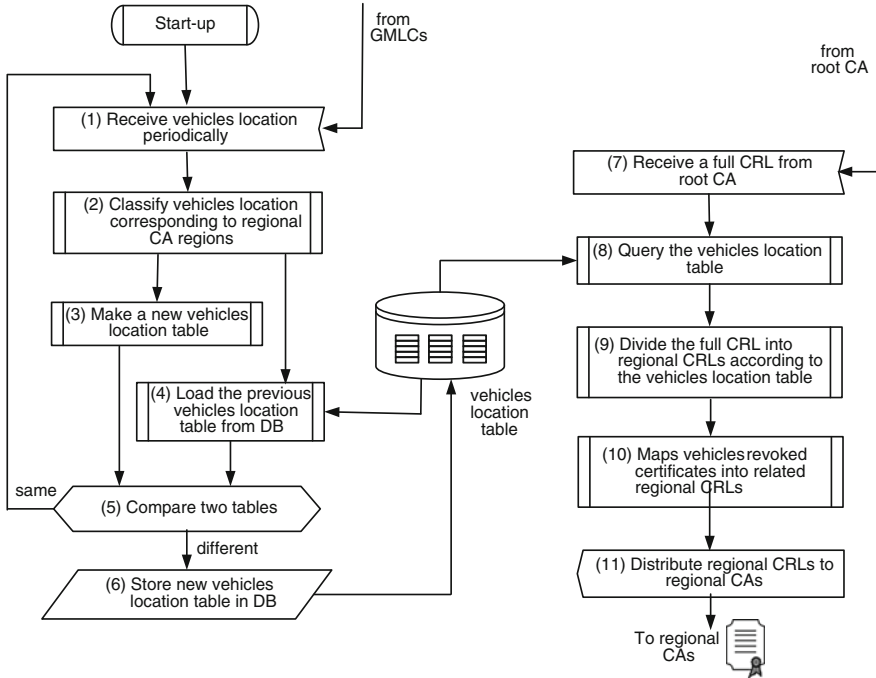 Start-up
from
GMLCs
(1) Receive vehicles location
periodically
(2) Classify vehicles location
corresponding to regional
CA regions
(3) Make a new vehicles
location table
(4) Load the previous
vehicles location
table from DB
same
(5) Compare two tables
different
(6) Store new vehicles
location table in DB
vehicles
location
table
from
root CA
(7) Receive a full CRL from
root CA
(8) Query the vehicles location
table
(9) Divide the full CRL into
regional CRLs according to
the vehicles location table
(10) Maps vehicles revoked
certificates into related
regional CRLs
(11) Distribute regional CRLs to
regional CAs
To regional
CAs